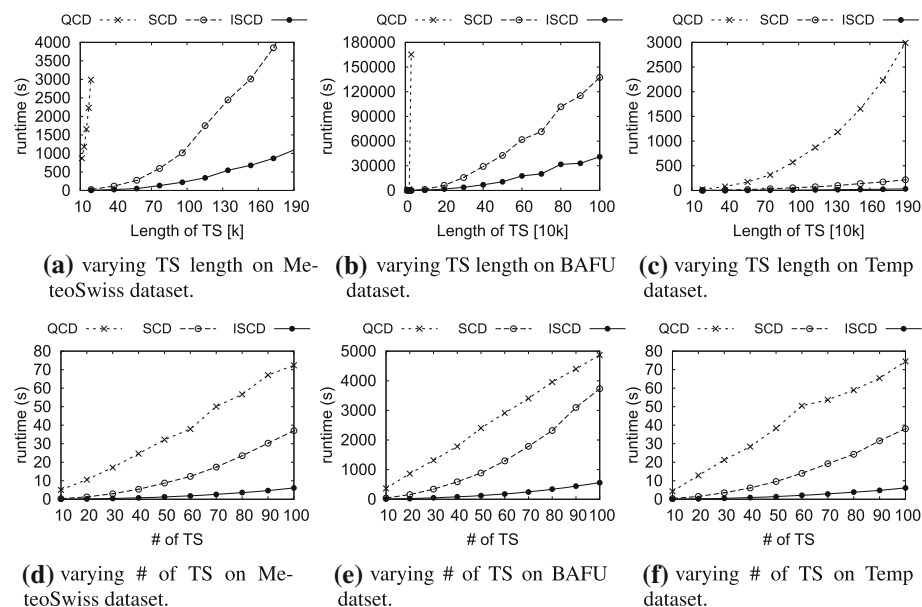 QCD SCD ISCD
4000
3500
3000
2500
2000
1500
1000
500
0
runtime (s)
10 40 70 100 130 160 190
Length of TS [k]
(a) varying TS length on Me-
teoSwiss dataset.
QCD SCD ISCD
180000
150000
120000
90000
60000
30000
0
runtime (s)
0 20 40 60 80 100
Length of TS [10k]
(b) varying TS length on BAFU
dataset.
QCD SCD ISCD
3000
2500
2000
1500
1000
500
0
runtime (s)
10 40 70 100 130 160 190
Length of TS [10k]
(c) varying TS length on Temp
dataset.
QCD SCD ISCD
80
70
60
50
40
30
20
10
0
runtime (s)
10 20 30 40 50 60 70 80 90 100
# of TS
(d) varying # of TS on Me-
teoSwiss dataset.
QCD SCD ISCD
5000
4000
3000
2000
1000
0
runtime (s)
10 20 30 40 50 60 70 80 90 100
# of TS
(e) varying # of TS on BAFU
datset.
QCD SCD ISCD
80
70
60
50
40
30
20
10
0
runtime (s)
10 20 30 40 50 60 70 80 90 100
# of TS
(f) varying # of TS on Temp
dataset.